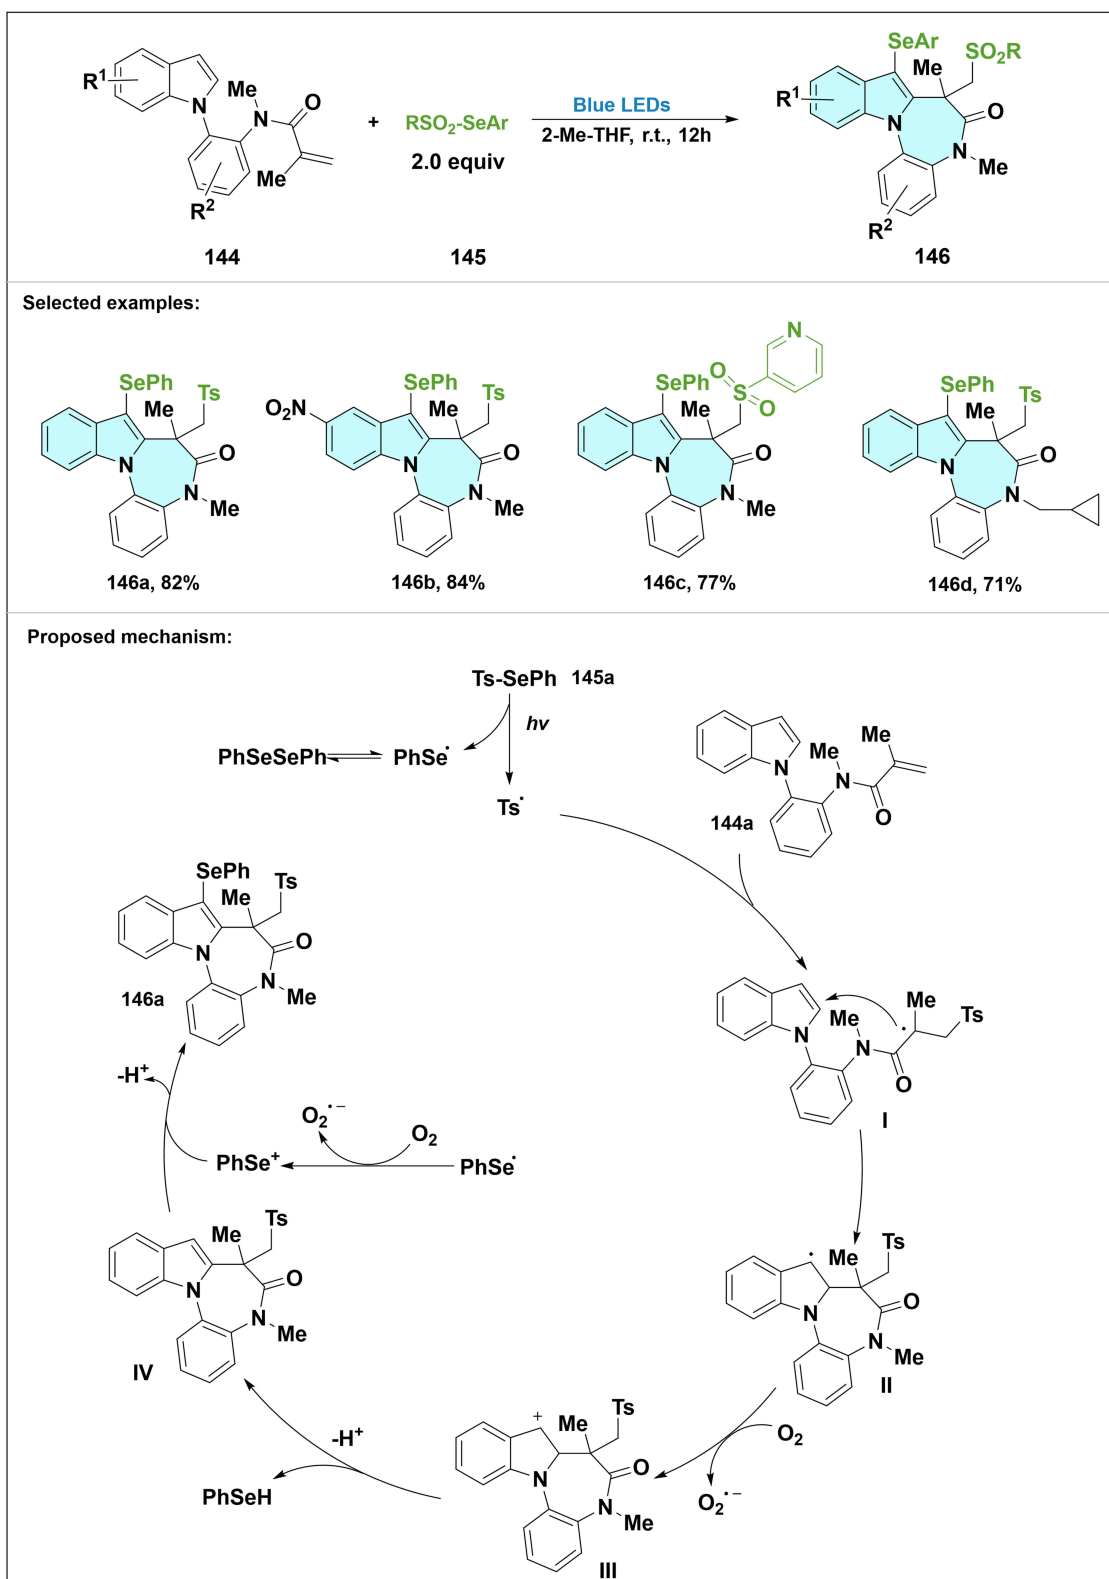 R¹
N
Me
N
O
Me
R²
144
+
RSO₂-SeAr
2.0 equiv
145
Blue LEDs
2-Me-THF, r.t., 12h
SeAr
SO₂R
Me
R¹
N
O
N
Me
R²
146
Selected examples:
SePh
Ts
Me
N
O
N
Me
146a, 82%
SePh
Ts
O₂N
Me
N
O
N
Me
146b, 84%
N
SePh
O
S
O
Me
N
O
N
Me
146c, 77%
SePh
Ts
Me
N
O
N
146d, 71%
Proposed mechanism:
Ts-SePh 145a
hv
PhSeSePh
PhSe·
Ts·
Me
Me
N
N
O
144a
SePh
Ts
Me
N
O
N
Me
146a
Me
Ts
Me
N
N
O
I
-H⁺
O₂·−
O₂
PhSe⁺
PhSe·
Ts
Me
N
O
N
Me
IV
Ts
Me
N
O
N
Me
II
O₂
O₂·−
+
Ts
Me
N
O
N
Me
III
-H⁺
PhSeH